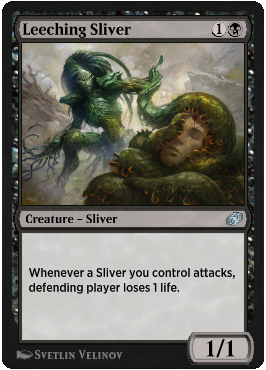 Leeching Sliver 1
Creature – Sliver
Whenever a Sliver you control attacks,
defending player loses 1 life.
Svetlin Velinov 1/1